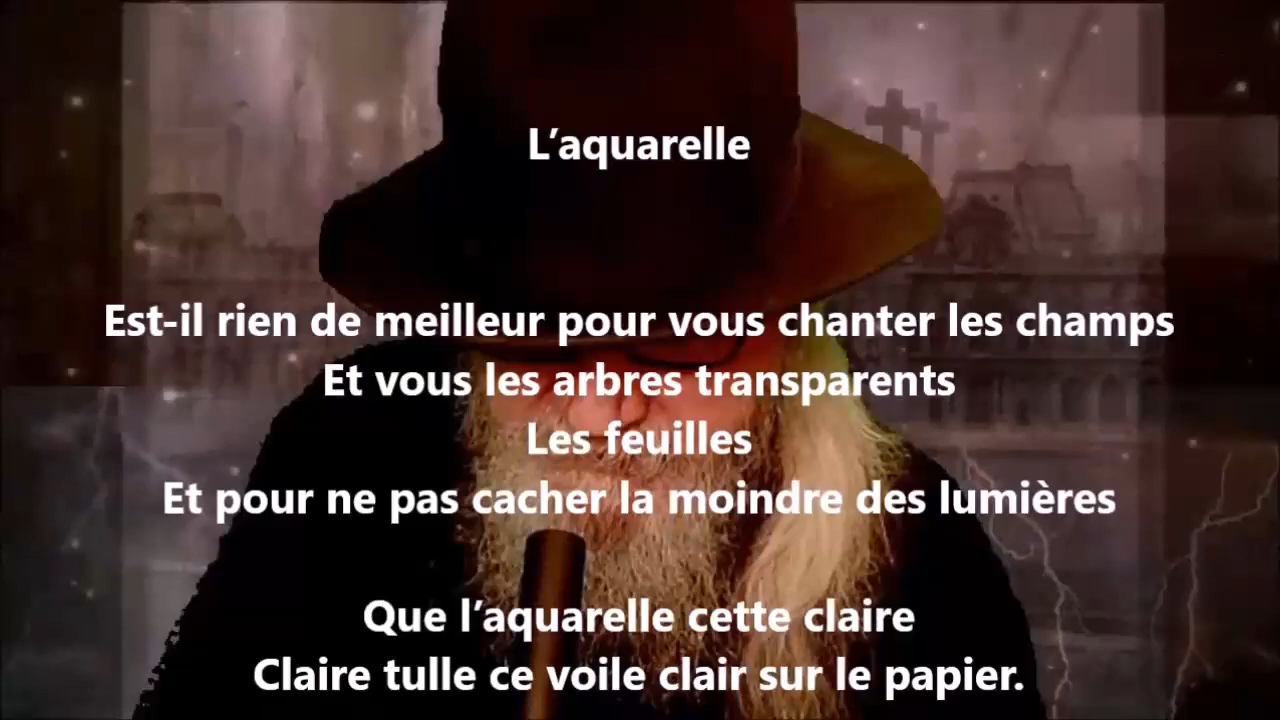 L’aquarelle
Est-il rien de meilleur pour vous chanter les champs
Et vous les arbres transparents
Les feuilles
Et pour ne pas cacher la moindre des lumières
Que l’aquarelle cette claire
Claire tulle ce voile clair sur le papier.